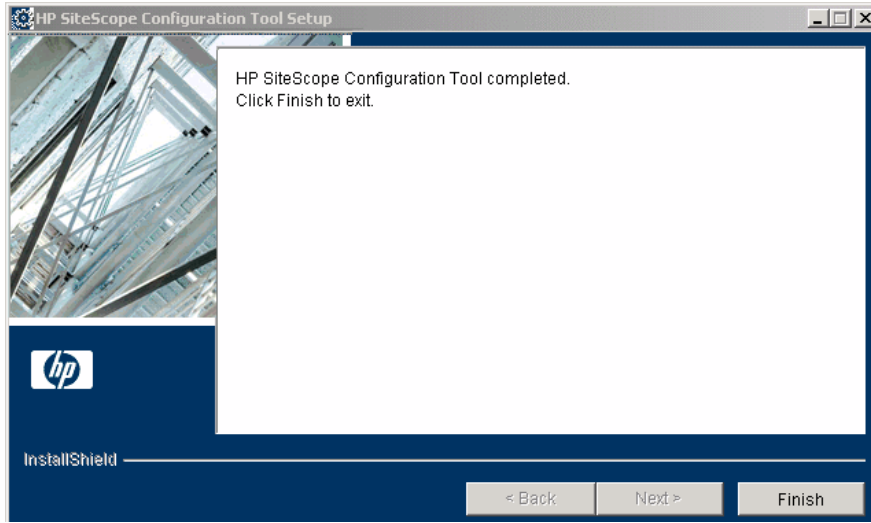 HP SiteScope Configuration Tool Setup
HP SiteScope Configuration Tool completed.
Click Finish to exit.
hp
InstallShield
< Back
Next >
Finish